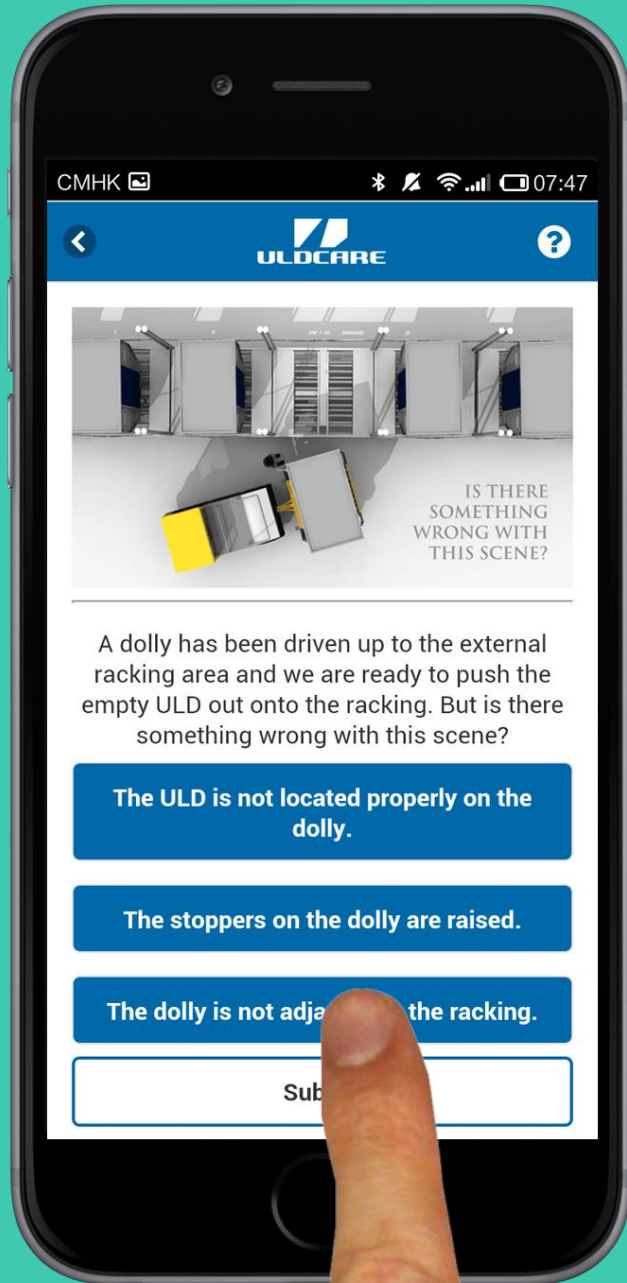 CMHK 07:47
ULDCARE
?
IS THERE
SOMETHING
WRONG WITH
THIS SCENE?
A dolly has been driven up to the external
racking area and we are ready to push the
empty ULD out onto the racking. But is there
something wrong with this scene?
The ULD is not located properly on the
dolly.
The stoppers on the dolly are raised.
The dolly is not adja the racking.
Sub